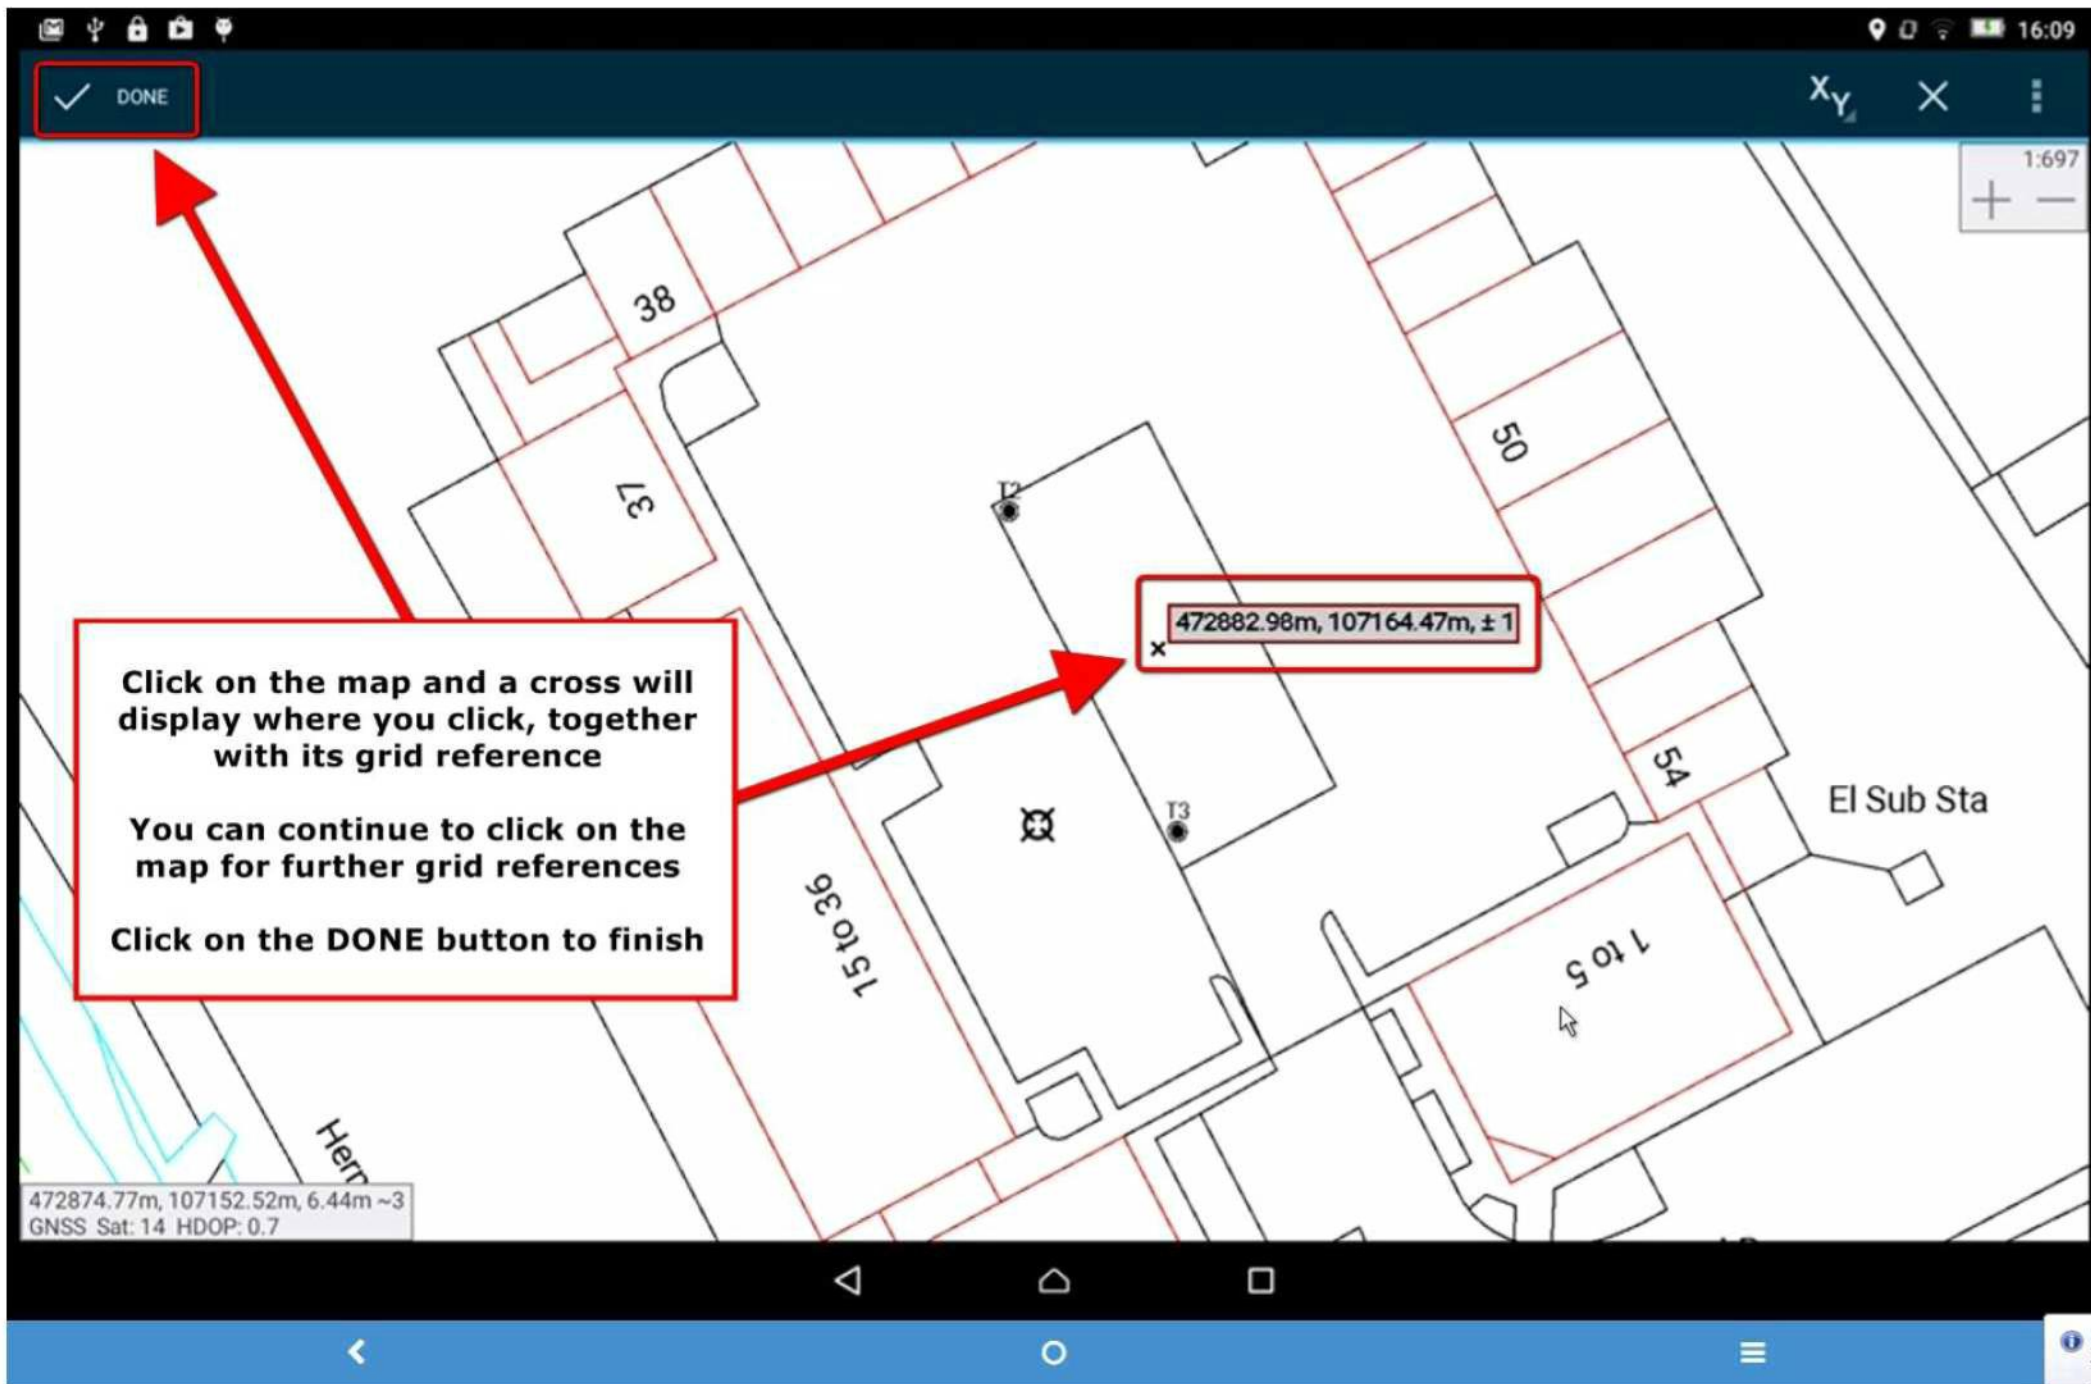 16:09
DONE
XY
1:697
38
37
50
T2
472882.98m, 107164.47m, ± 1
Click on the map and a cross will
display where you click, together
with its grid reference
You can continue to click on the
map for further grid references
Click on the DONE button to finish
54
El Sub Sta
T3
15 to 36
1 to 5
Hern
472874.77m, 107152.52m, 6.44m ~3
GNSS Sat: 14 HDOP: 0.7